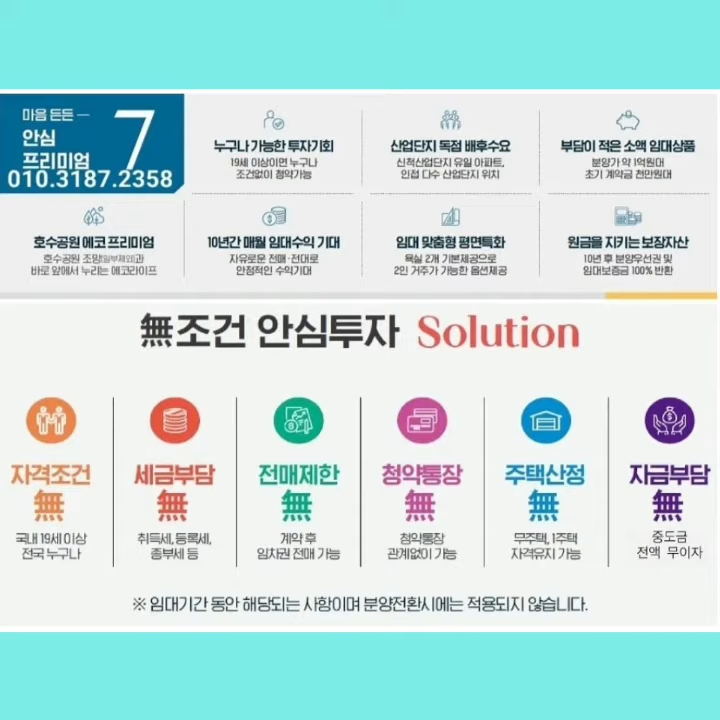 마음 든든 —
안심
프리미엄
7
010.3187.2358
누구나 가능한 투자기회
19세 이상이면 누구나
조건없이 청약가능
산업단지 독점 배후수요
신척산업단지 유일 아파트,
인접 다수 산업단지 위치
부담이 적은 소액 임대상품
분양가 약 1억원대
초기 계약금 천만원대
호수공원 에코 프리미엄
호수공원 조망(일부제외)과
바로 앞에서 누리는 에코라이프
10년간 매월 임대수익 기대
자유로운 전매·전대로
안정적인 수익기대
임대 맞춤형 평면특화
욕실 2개 기본제공으로
2인 거주가 가능한 옵션제공
원금을 지키는 보장자산
10년 후 분양우선권 및
임대보증금 100% 반환
無조건 안심투자 Solution
자격조건
無
국내 19세 이상
전국 누구나
세금부담
無
취득세, 등록세,
종부세 등
전매제한
無
계약 후
임차권 전매 가능
청약통장
無
청약통장
관계없이 가능
주택산정
無
무주택, 1주택
자격유지 가능
자금부담
無
중도금
전액 무이자
※ 임대기간 동안 해당되는 사항이며 분양전환시에는 적용되지 않습니다.